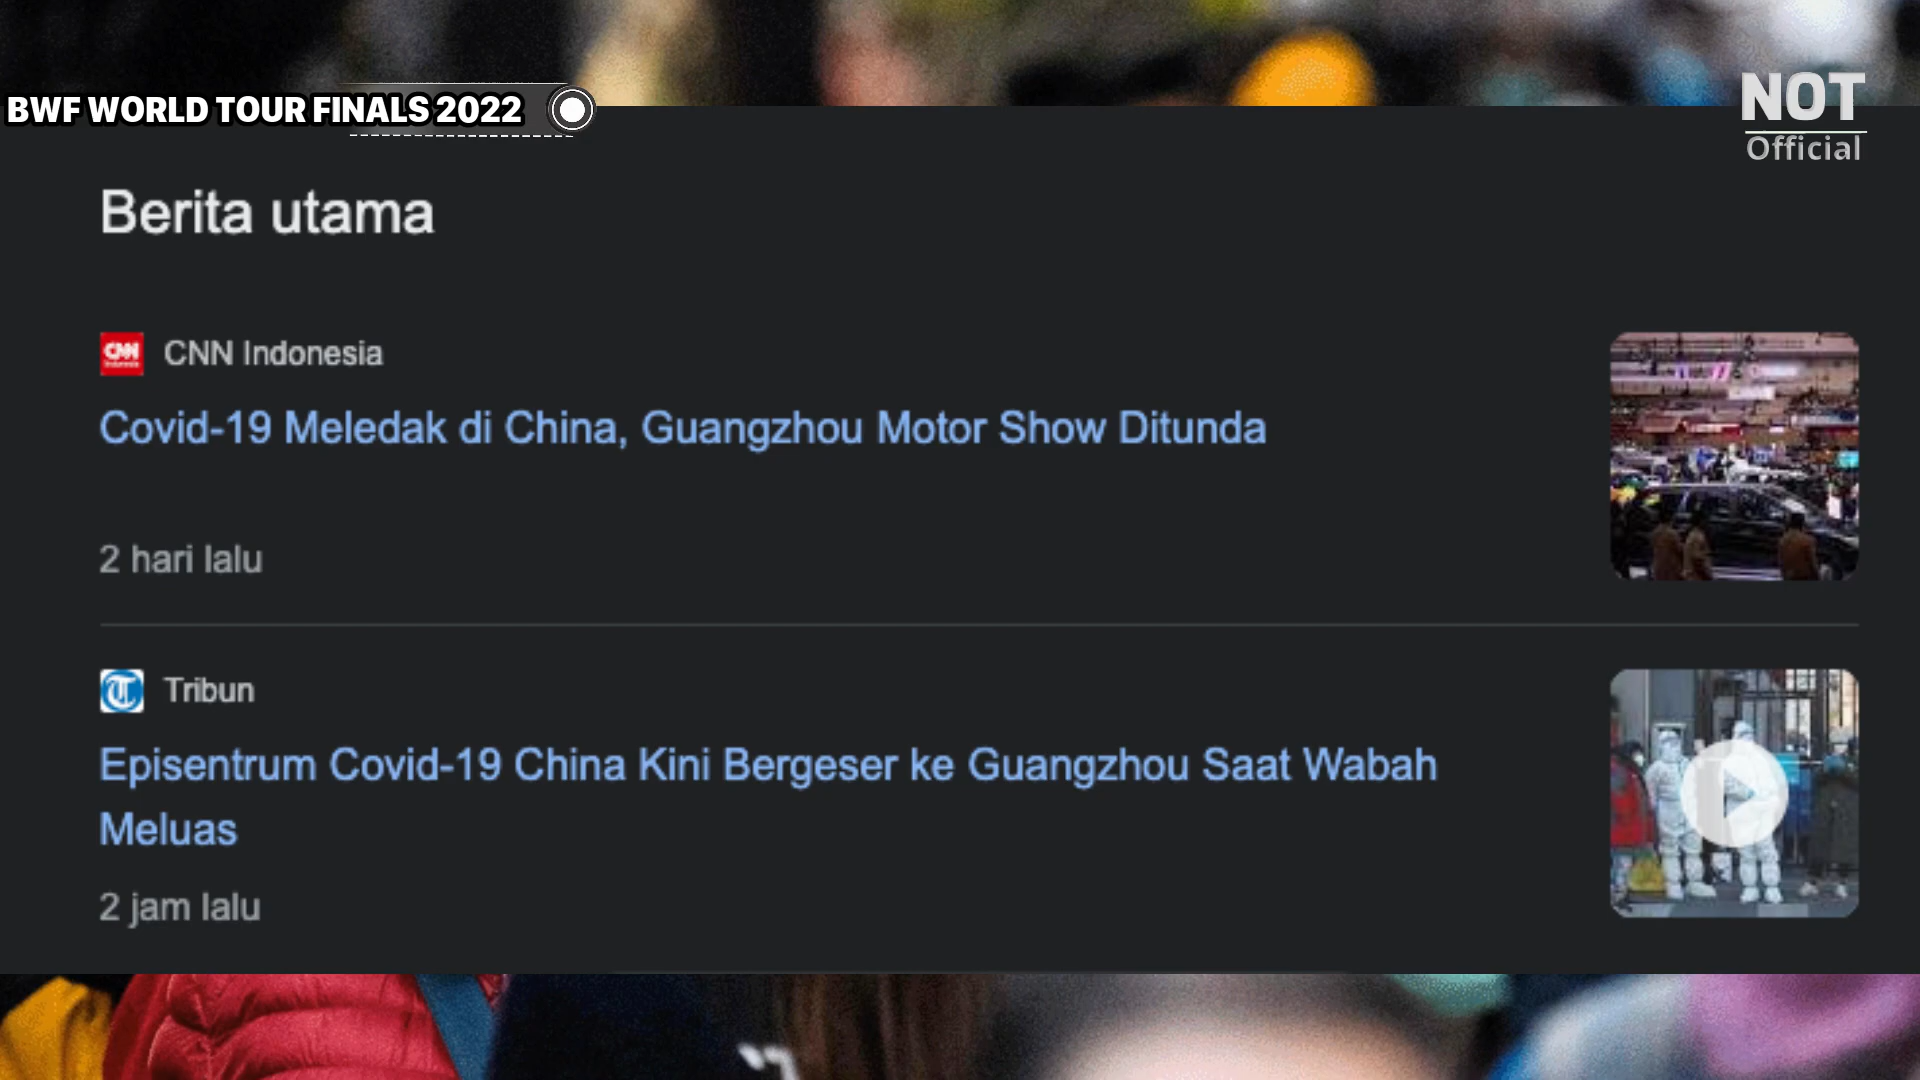 BWF WORLD TOUR FINALS 2022
NOT
Official
Berita utama
CNN Indonesia
Covid-19 Meledak di China, Guangzhou Motor Show Ditunda
2 hari lalu
Tribun
Episentrum Covid-19 China Kini Bergeser ke Guangzhou Saat Wabah
Meluas
2 jam lalu